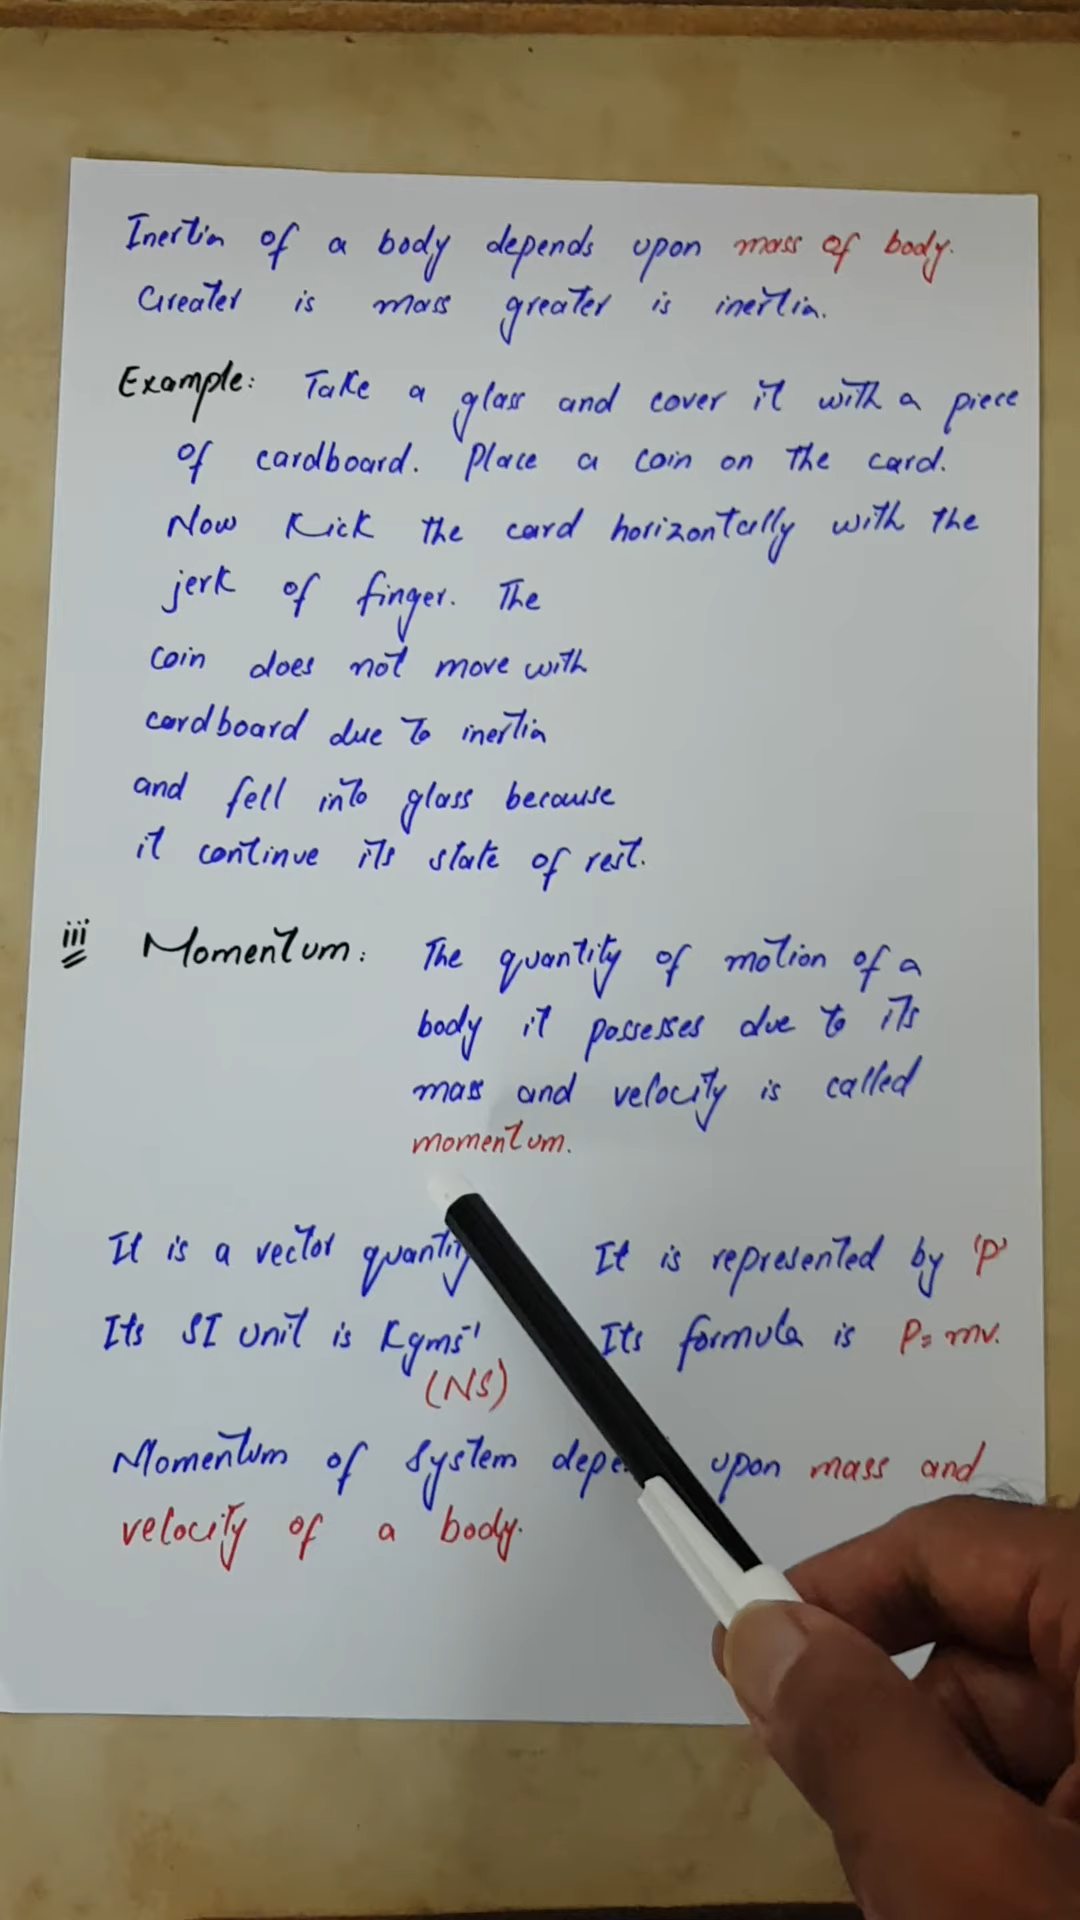 Inertia of a body depends upon mass of body.
Greater is mass greater is inertia.
Example: Take a glass and cover it with a piece
of cardboard. Place a coin on the card.
Now Kick the card horizontally with the
jerk of finger. The
coin does not move with
cardboard due to inertia
and fell into glass because
it continue its state of rest.
iii Momentum: The quantity of motion of a
body it possesses due to its
mass and velocity is called
momentum.
It is a vector quantity It is represented by 'P'
Its SI unit is Kgms⁻¹ Its formula is P= mv.
(NS)
Momentum of system depe upon mass and
velocity of a body.